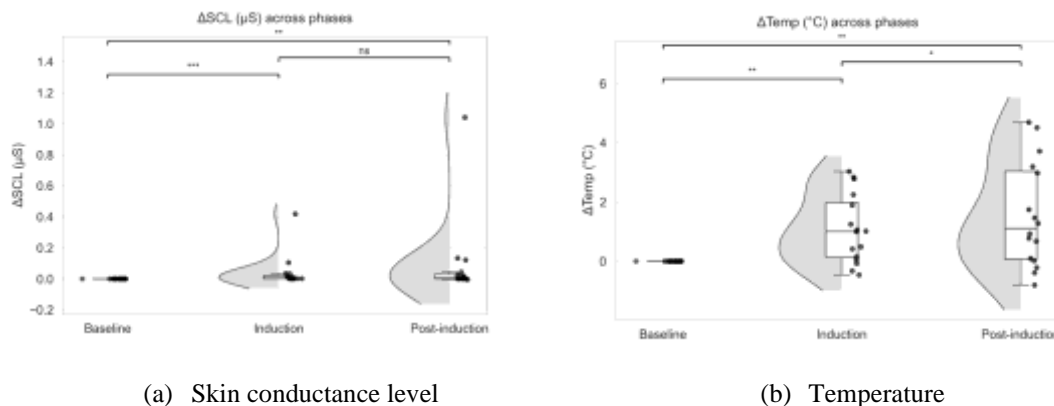 ΔSCL (µS) across phases
**
ns
***
1.4
1.2
1.0
0.8
0.6
0.4
0.2
0.0
−0.2
ΔSCL (µS)
Baseline Induction Post-induction
(a) Skin conductance level
ΔTemp (°C) across phases
**
*
**
6
4
2
0
ΔTemp (°C)
Baseline Induction Post-induction
(b) Temperature